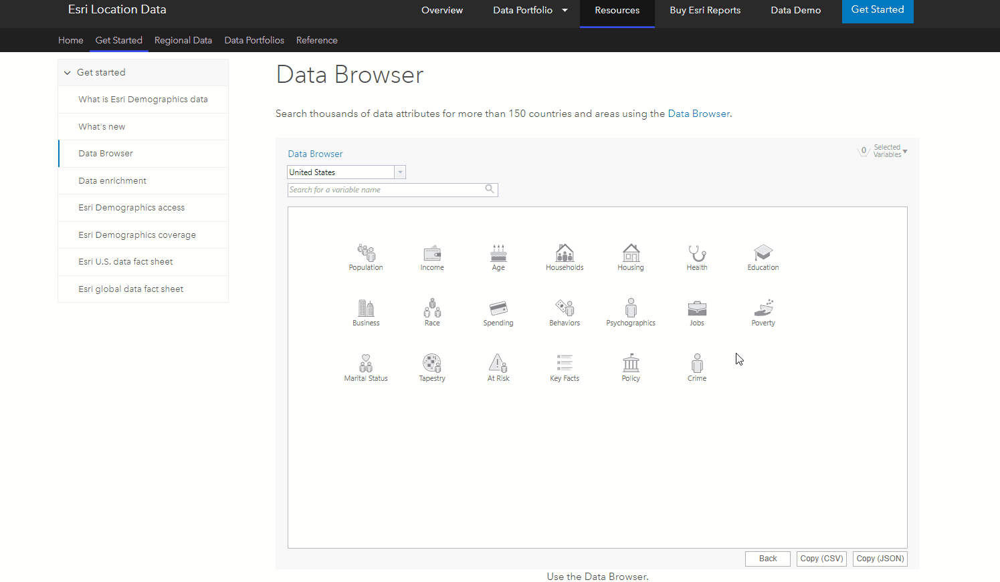 Esri Location Data
Overview
Data Portfolio
Resources
Buy Esri Reports
Data Demo
Get Started
Home
Get Started
Regional Data
Data Portfolios
Reference
Get started
What is Esri Demographics data
What's new
Data Browser
Data enrichment
Esri Demographics access
Esri Demographics coverage
Esri U.S. data fact sheet
Esri global data fact sheet
Data Browser
Search thousands of data attributes for more than 150 countries and areas using the Data Browser.
Data Browser
0
Selected
Variables
United States
Search for a variable name
Population
Income
Age
Households
Housing
Health
Education
Business
Race
Spending
Behaviors
Psychographics
Jobs
Poverty
Marital Status
Tapestry
At Risk
Key Facts
Policy
Crime
Back
Copy (CSV)
Copy (JSON)
Use the Data Browser.